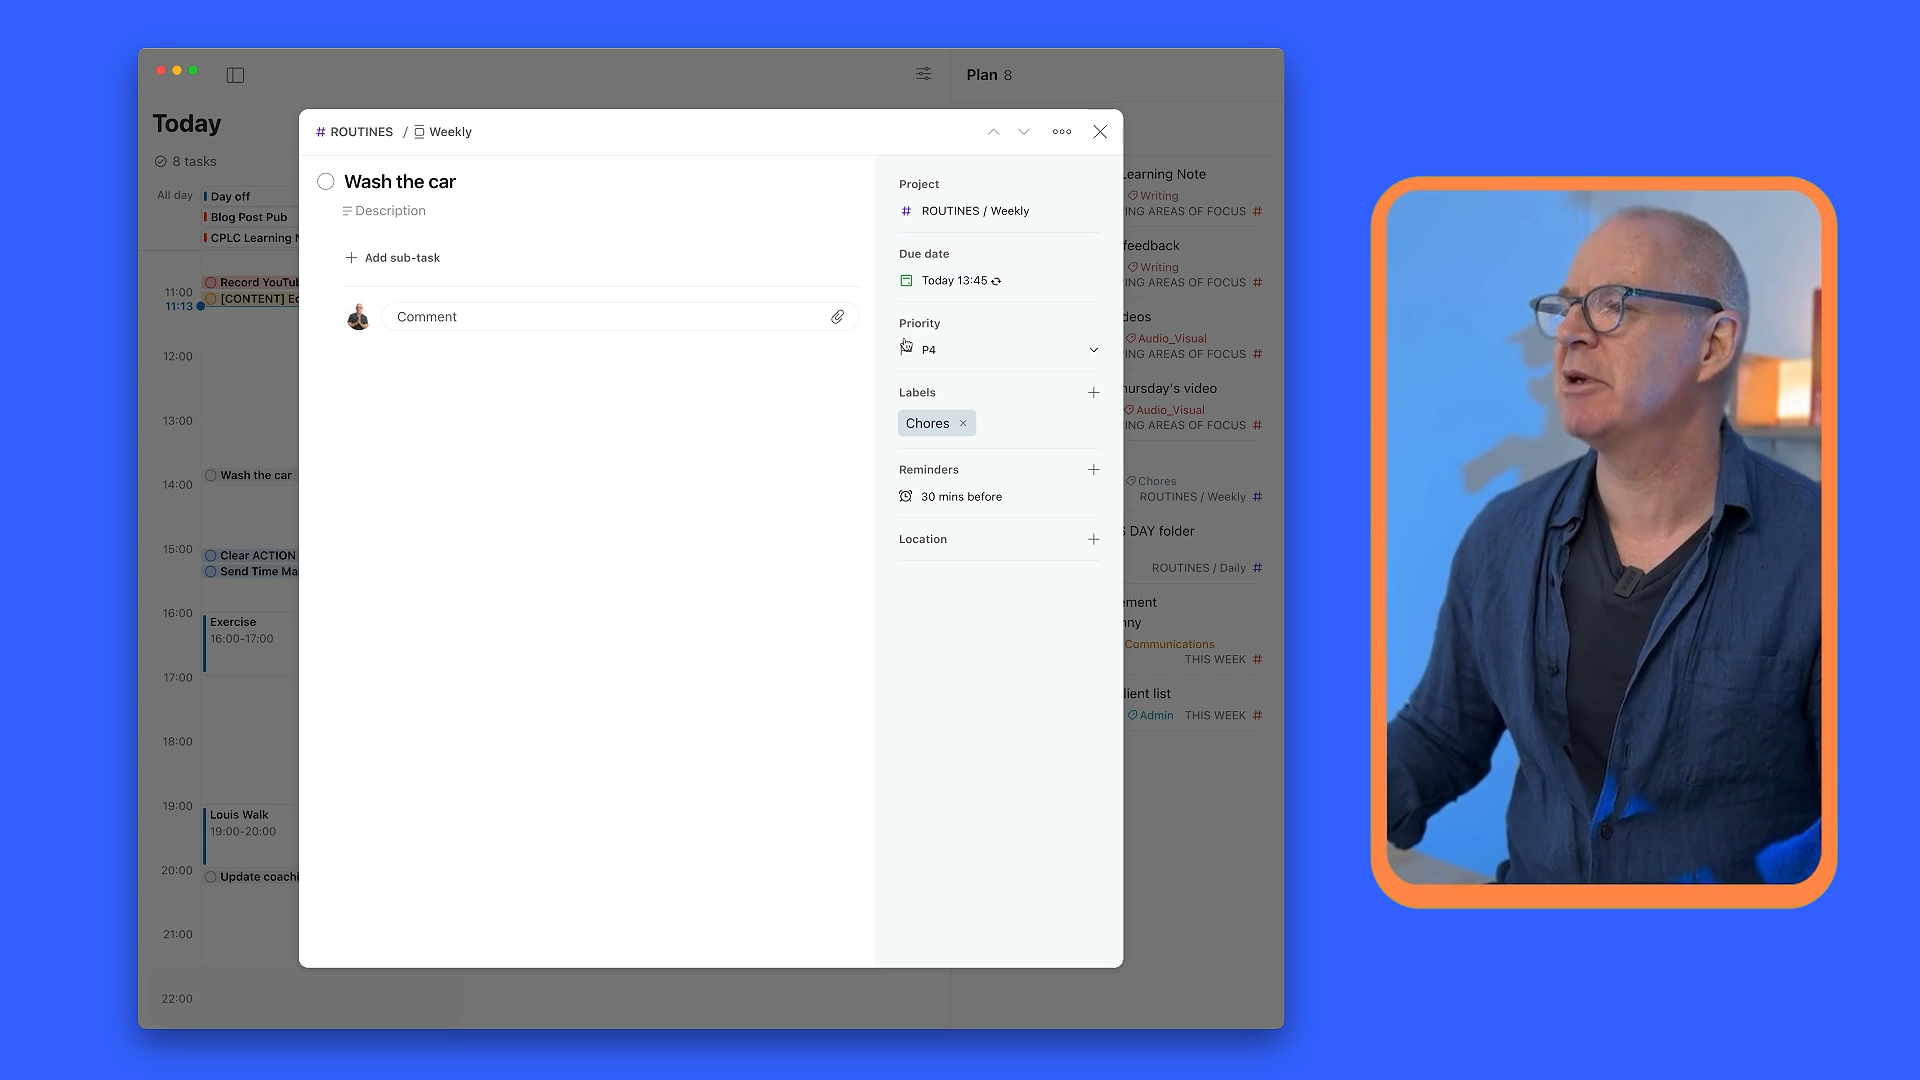 Plan 8
Today
8 tasks
All day
Day off
Blog Post Pub
CPLC Learning
11:00
Record YouTub
11:13
[CONTENT]
12:00
13:00
Wash the car
14:00
15:00
Clear ACTION
Send Time Ma
16:00
Exercise
16:00-17:00
17:00
18:00
19:00
Louis Walk
19:00-20:00
20:00
Update coachi
21:00
22:00
# ROUTINES / Weekly
Wash the car
Description
Add sub-task
Comment
Project
# ROUTINES / Weekly
Due date
Today 13:45
Priority
P4
Labels
Chores ×
Reminders
30 mins before
Location
Learning Note
Writing
ING AREAS OF FOCUS #
feedback
Writing
ING AREAS OF FOCUS #
deos
Audio_Visual
ING AREAS OF FOCUS #
hursday's video
Audio_Visual
ING AREAS OF FOCUS #
Chores
ROUTINES / Weekly #
S DAY folder
ROUTINES / Daily #
ement
nny
Communications
THIS WEEK #
lient list
Admin THIS WEEK #